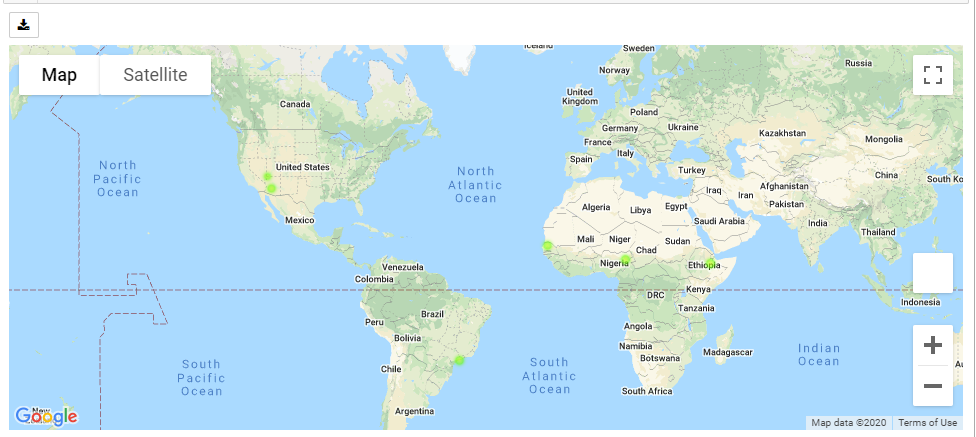 Iceland
Sweden
Map
Satellite
Norway
Russia
Canada
United
Kingdom
Poland
Germany
Ukraine
Kazakhstan
Mongolia
France
Italy
Spain
Turkey
China
South Ko
North
Pacific
Ocean
United States
North
Atlantic
Ocean
Iraq
Iran
Afghanistan
Pakistan
Algeria
Libya
Egypt
Saudi Arabia
India
Mexico
Mali
Niger
Chad
Sudan
Thailand
Venezuela
Colombia
Nigeria
Ethiopia
Kenya
DRC
Tanzania
Indonesia
Peru
Brazil
Bolivia
Angola
Namibia
Botswana
Madagascar
South
Pacific
Ocean
Chile
South
Atlantic
Ocean
Indian
Ocean
Au
South Africa
Argentina
New
Google
Map data ©2020
Terms of Use